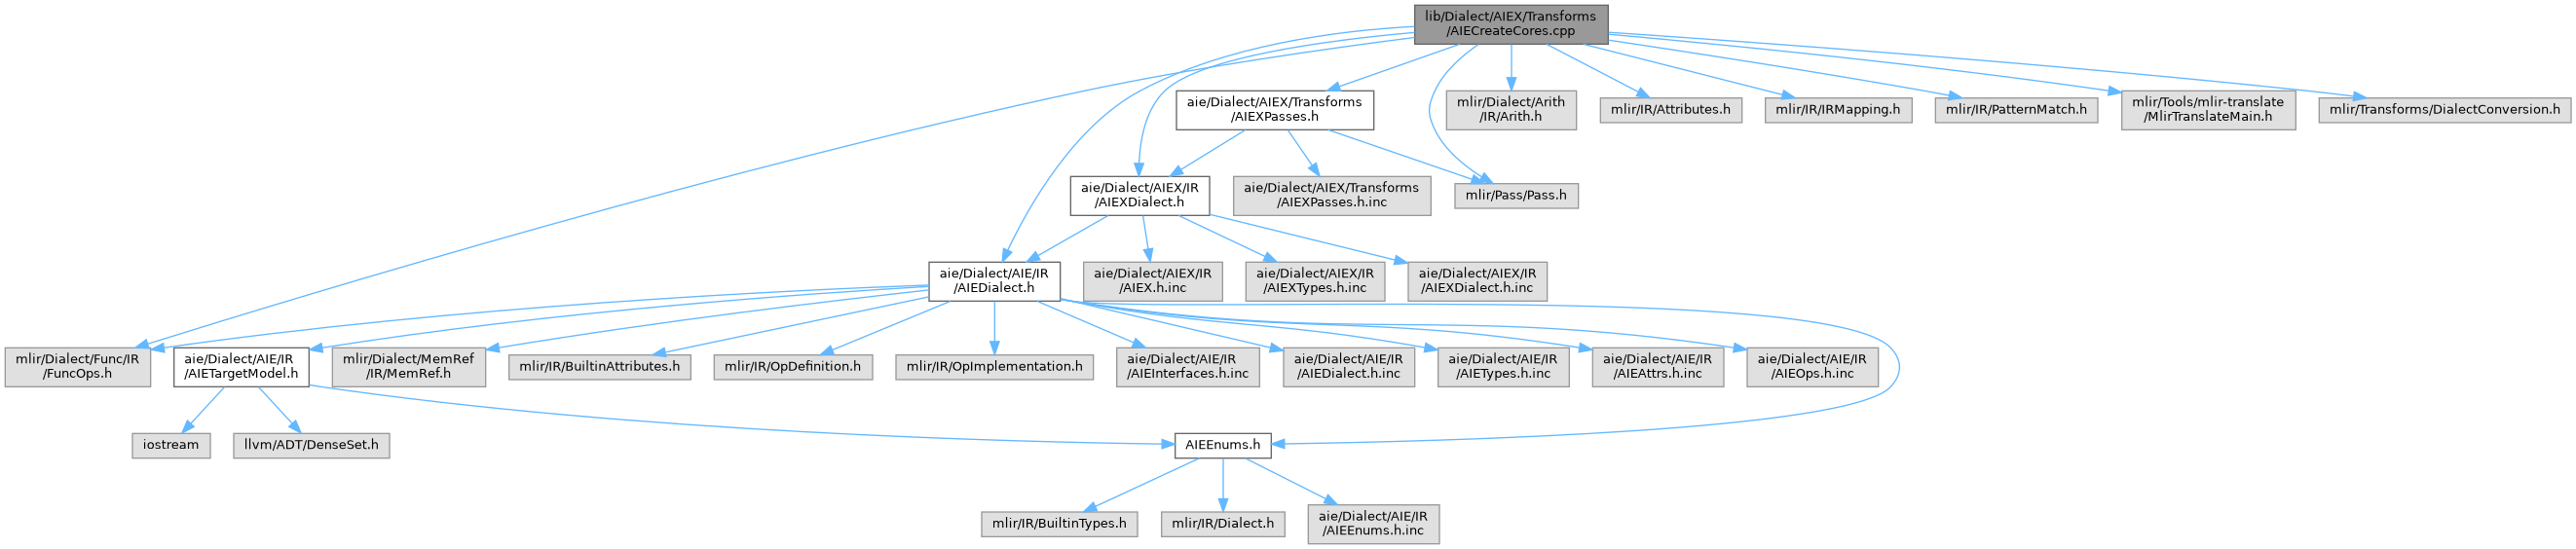 lib/Dialect/AIEX/Transforms
/AIECreateCores.cpp
aie/Dialect/AIEX/Transforms
/AIEXPasses.h
mlir/Dialect/Arith
/IR/Arith.h
mlir/IR/Attributes.h
mlir/IR/IRMapping.h
mlir/IR/PatternMatch.h
mlir/Tools/mlir-translate
/MlirTranslateMain.h
mlir/Transforms/DialectConversion.h
aie/Dialect/AIEX/IR
/AIEXDialect.h
aie/Dialect/AIEX/Transforms
/AIEXPasses.h.inc
mlir/Pass/Pass.h
aie/Dialect/AIE/IR
/AIEDialect.h
aie/Dialect/AIEX/IR
/AIEX.h.inc
aie/Dialect/AIEX/IR
/AIEXTypes.h.inc
aie/Dialect/AIEX/IR
/AIEXDialect.h.inc
mlir/Dialect/Func/IR
/FuncOps.h
aie/Dialect/AIE/IR
/AIETargetModel.h
mlir/Dialect/MemRef
/IR/MemRef.h
mlir/IR/BuiltinAttributes.h
mlir/IR/OpDefinition.h
mlir/IR/OpImplementation.h
aie/Dialect/AIE/IR
/AIEInterfaces.h.inc
aie/Dialect/AIE/IR
/AIEDialect.h.inc
aie/Dialect/AIE/IR
/AIETypes.h.inc
aie/Dialect/AIE/IR
/AIEAttrs.h.inc
aie/Dialect/AIE/IR
/AIEOps.h.inc
iostream
llvm/ADT/DenseSet.h
AIEEnums.h
mlir/IR/BuiltinTypes.h
mlir/IR/Dialect.h
aie/Dialect/AIE/IR
/AIEEnums.h.inc